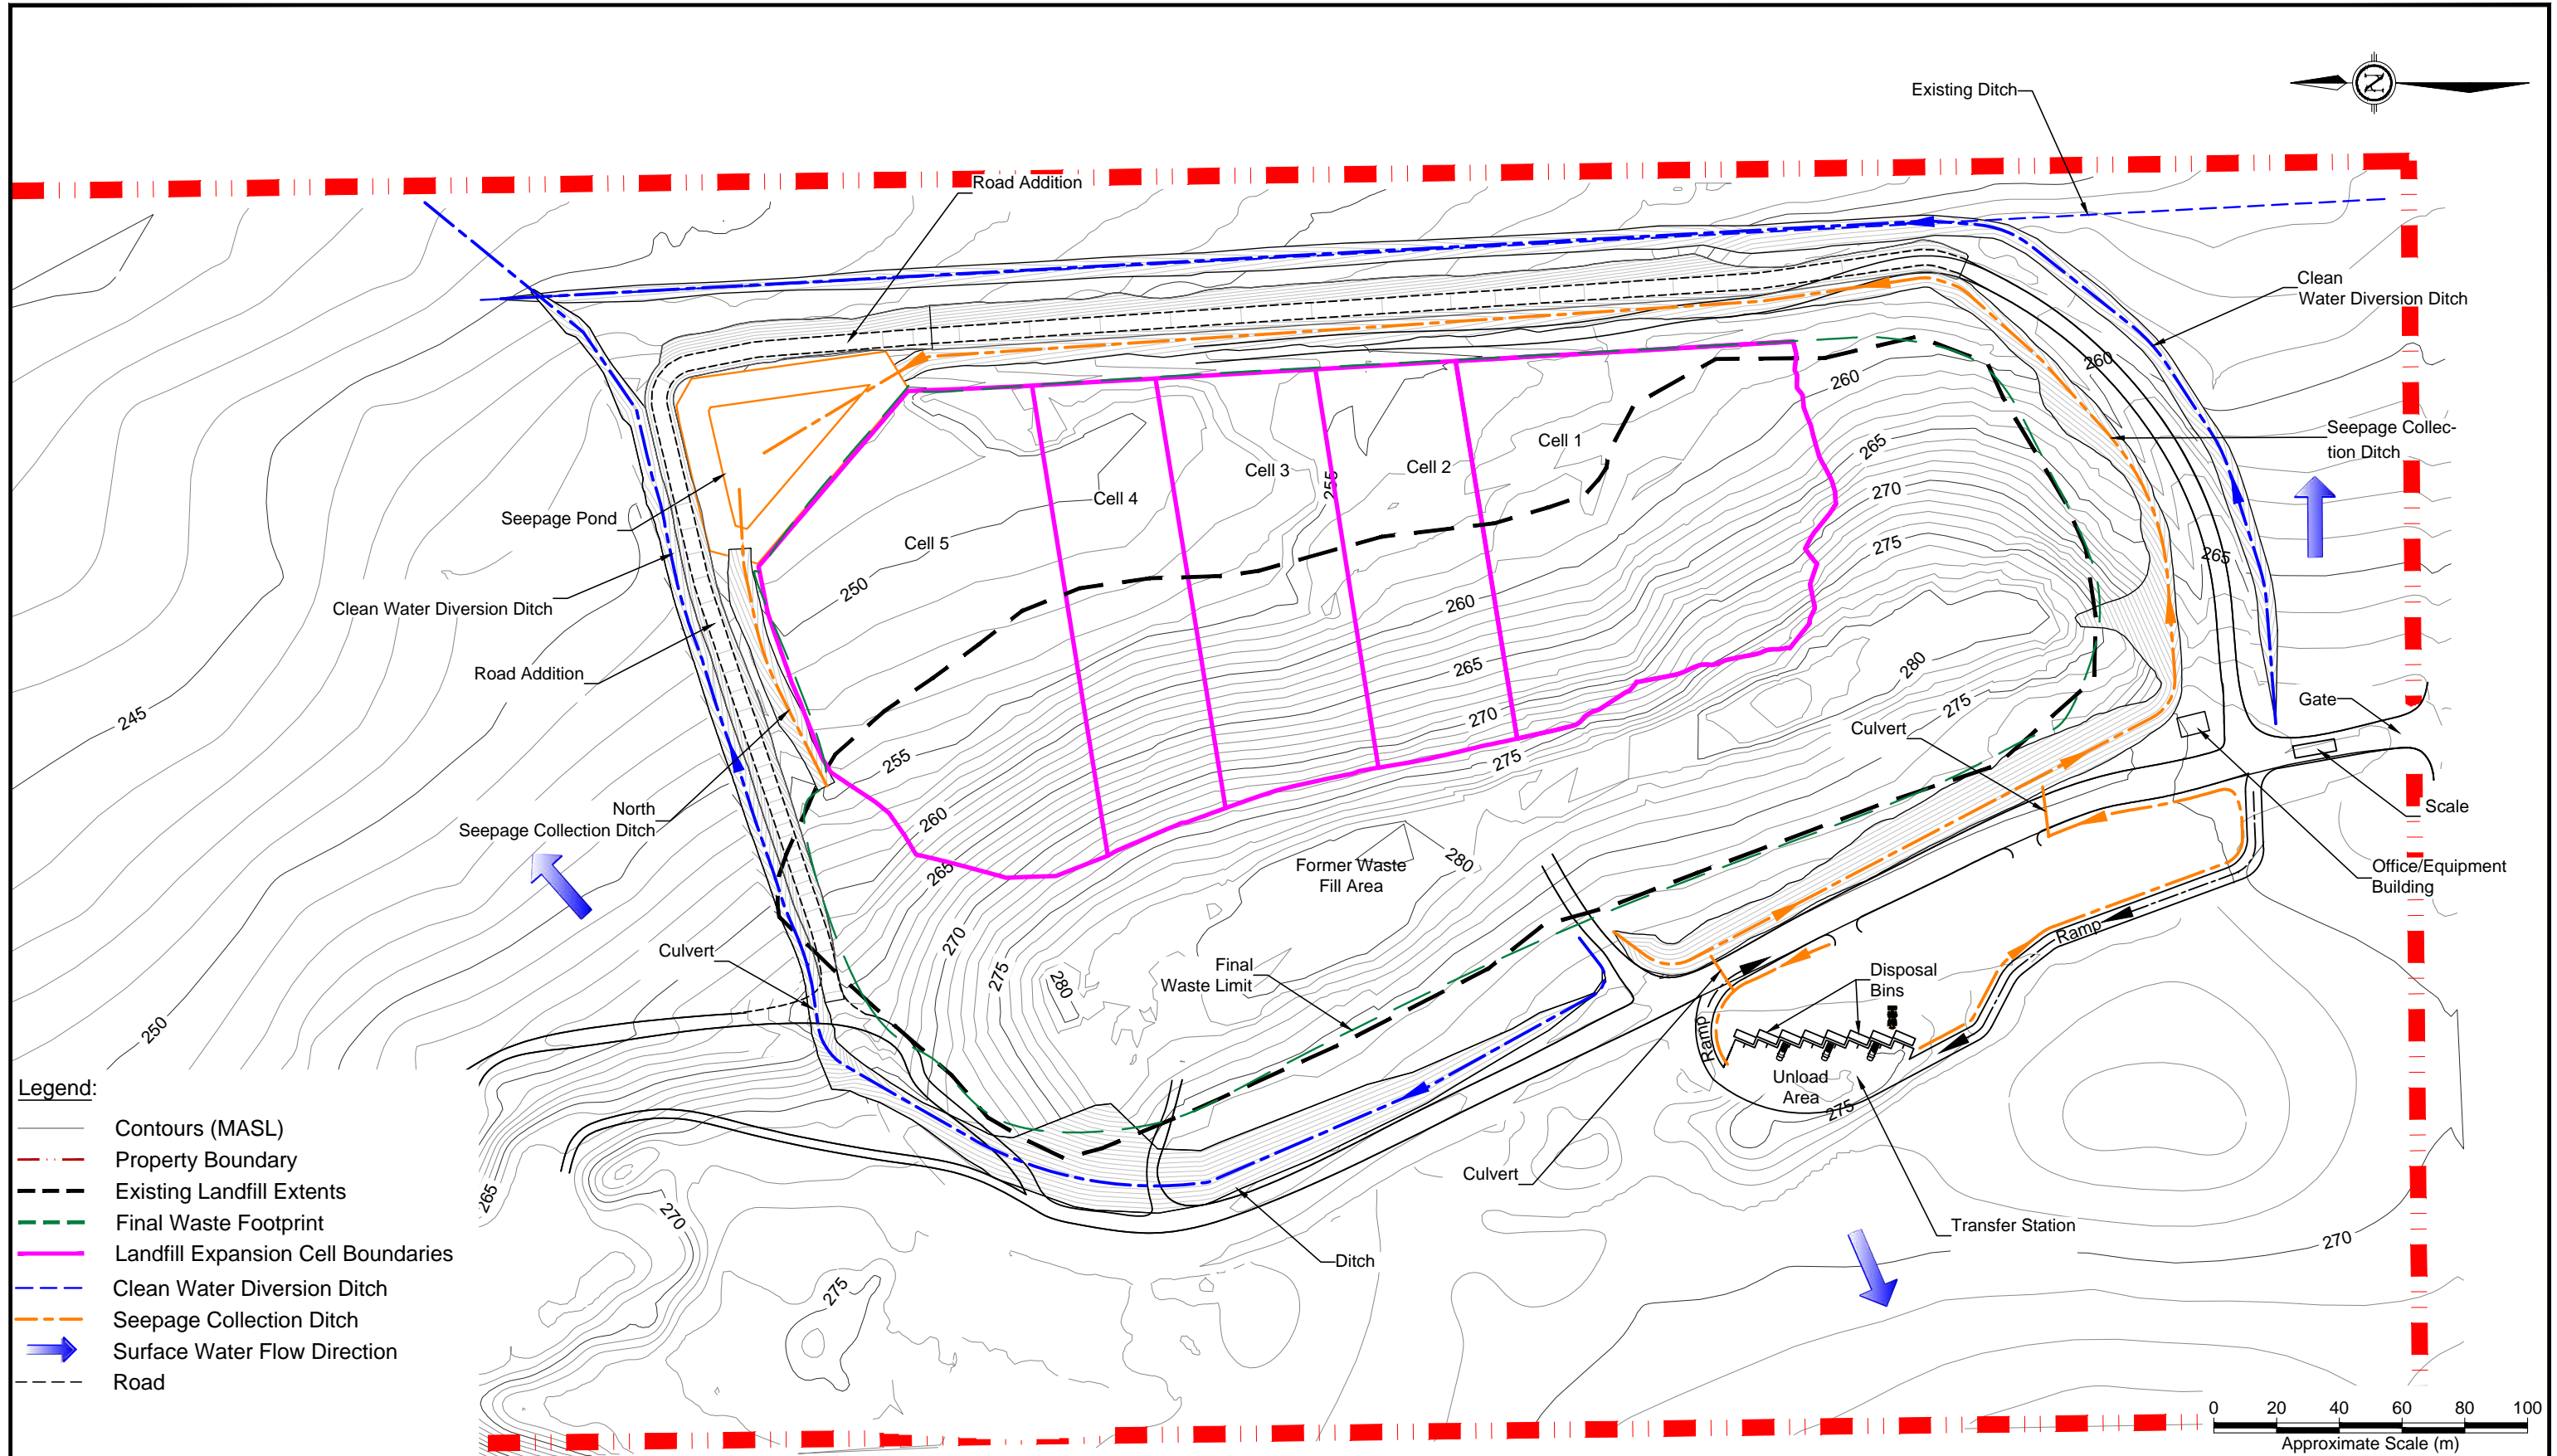 N
Existing Ditch
Road Addition
Clean
Water Diversion Ditch
260
260
Seepage Collec-
tion Ditch
265
Cell 1
Cell 2
Cell 3
Cell 4
255
270
Seepage Pond
Cell 5
275
265
250
260
Clean Water Diversion Ditch
Road Addition
265
280
245
270
275
Gate
Culvert
255
275
North
Seepage Collection Ditch
260
Scale
Former Waste
Fill Area
280
265
Office/Equipment
Building
Ramp
Culvert
270
275
280
Final
Waste Limit
Disposal
Bins
250
Ramp
Unload
Area
275
Legend:
Contours (MASL)
Property Boundary
Existing Landfill Extents
Final Waste Footprint
Landfill Expansion Cell Boundaries
Clean Water Diversion Ditch
Seepage Collection Ditch
Surface Water Flow Direction
Road
265
270
Culvert
Transfer Station
270
Ditch
275
0 20 40 60 80 100
Approximate Scale (m)